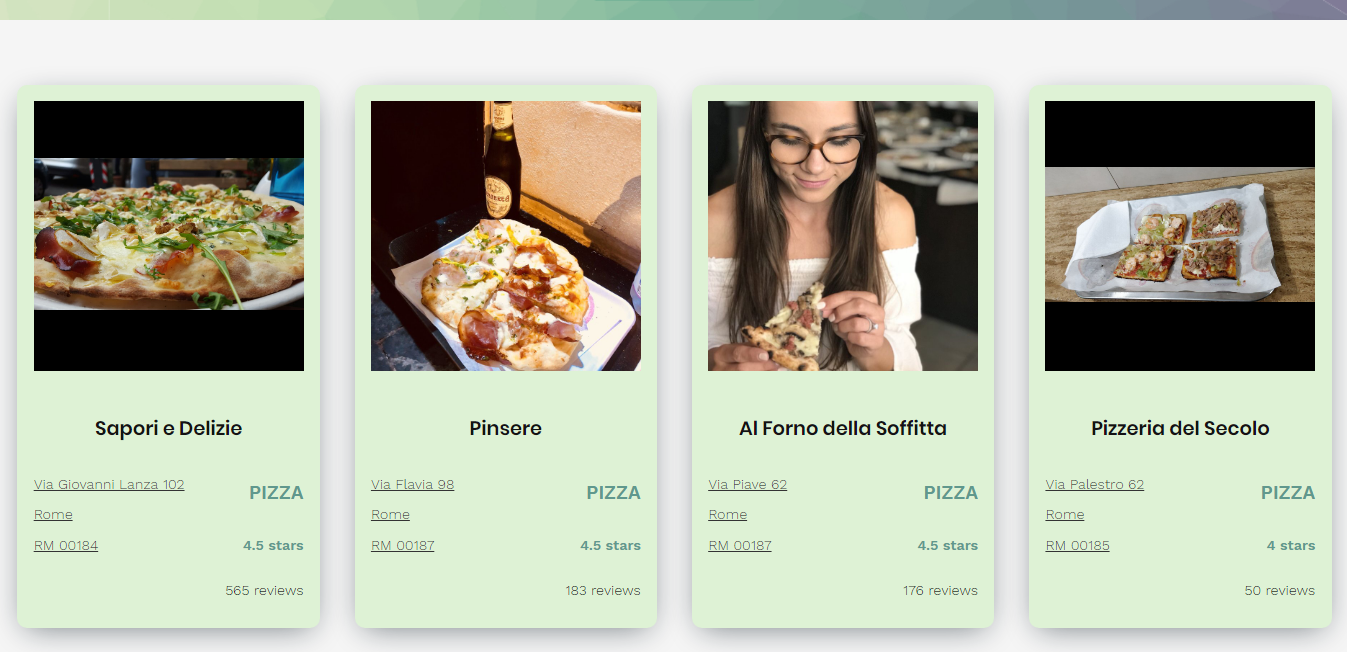 Sapori e Delizie
Via Giovanni Lanza 102
PIZZA
Rome
RM 00184
4.5 stars
565 reviews
Pinsere
Via Flavia 98
PIZZA
Rome
RM 00187
4.5 stars
183 reviews
Al Forno della Soffitta
Via Piave 62
PIZZA
Rome
RM 00187
4.5 stars
176 reviews
Pizzeria del Secolo
Via Palestro 62
PIZZA
Rome
RM 00185
4 stars
50 reviews